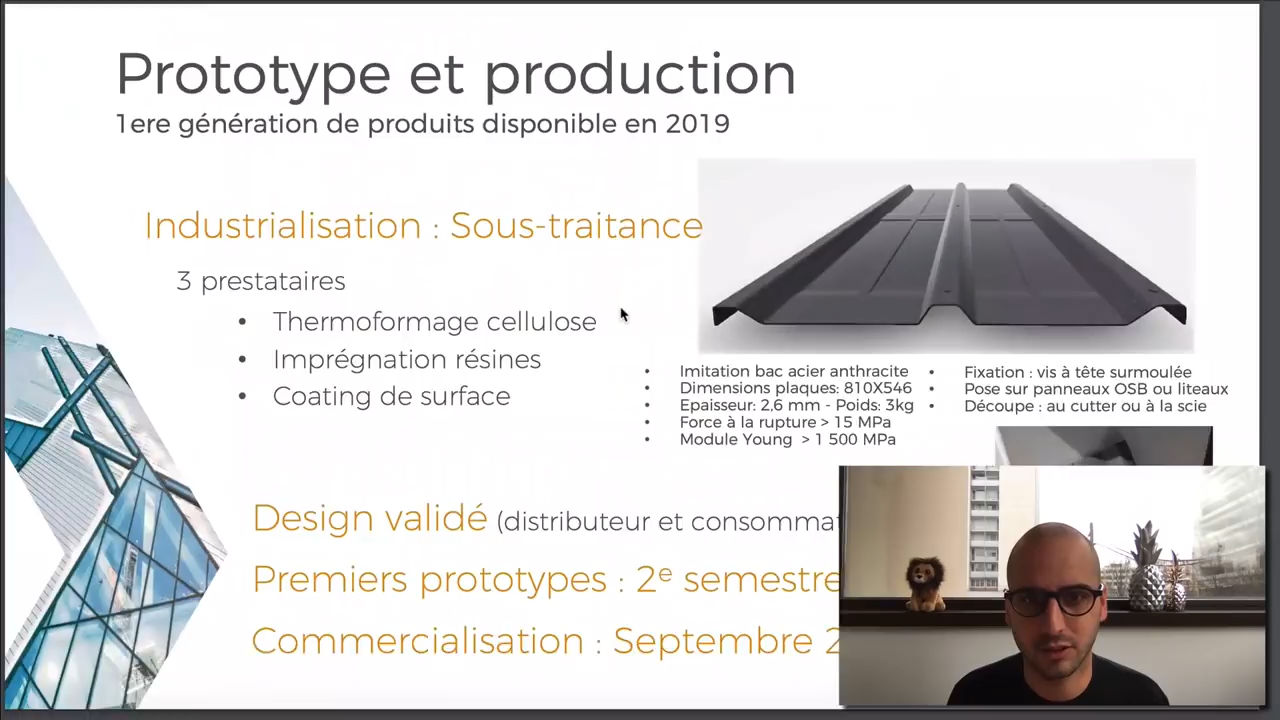 Prototype et production
1ere génération de produits disponible en 2019
Industrialisation : Sous-traitance
3 prestataires
• Thermoformage cellulose
• Imprégnation résines
• Coating de surface
• Imitation bac acier anthracite
• Dimensions plaques: 810X546
• Epaisseur: 2,6 mm - Poids: 3kg
• Force à la rupture > 15 MPa
• Module Young > 1 500 MPa
• Fixation : vis à tête surmoulée
• Pose sur panneaux OSB ou liteaux
• Découpe : au cutter ou à la scie
Design validé (distributeur et
Premiers prototypes : 2e semestre
Commercialisation : Septembre